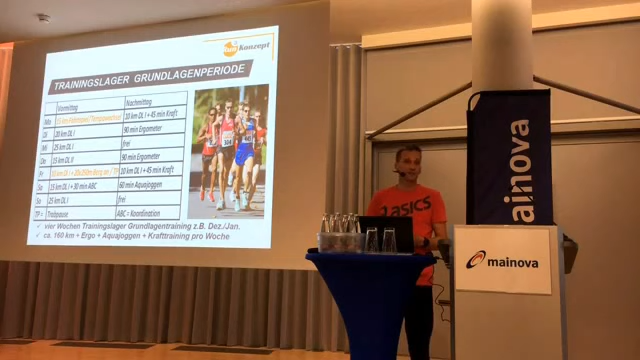 Konzept
TRAININGSLAGER GRUNDLAGENPERIODE
Vormittag Nachmittag
Mo 10 km DL I + 45 min Kraft
Di 20 km DL I 90 min Ergometer
Mi 25 km DL I frei
Do 15 km DL II 90 min Ergometer
Fr 10 km DL I + 45 min Kraft
Sa 15 km DL I + 30 min ABC 60 min Aquajoggen
So 25 km DL I frei
TP = Trabpause ABC = Koordination
✓ vier Wochen Trainingslager Grundlagentraining z.B. Dez./Jan.
✓ ca. 160 km + Ergo + Aquajoggen + Krafttraining pro Woche
asics
mainova
mainova